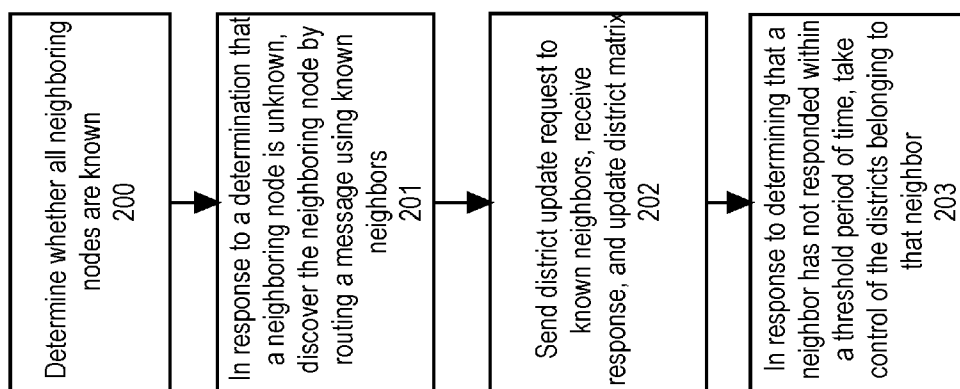 Determine whether all neighboring
nodes are known
200
In response to a determination that
a neighboring node is unknown,
discover the neighboring node by
routing a message using known
neighbors
201
Send district update request to
known neighbors, receive
response, and update district matrix
202
In response to determining that a
neighbor has not responded within
a threshold period of time, take
control of the districts belonging to
that neighbor
203